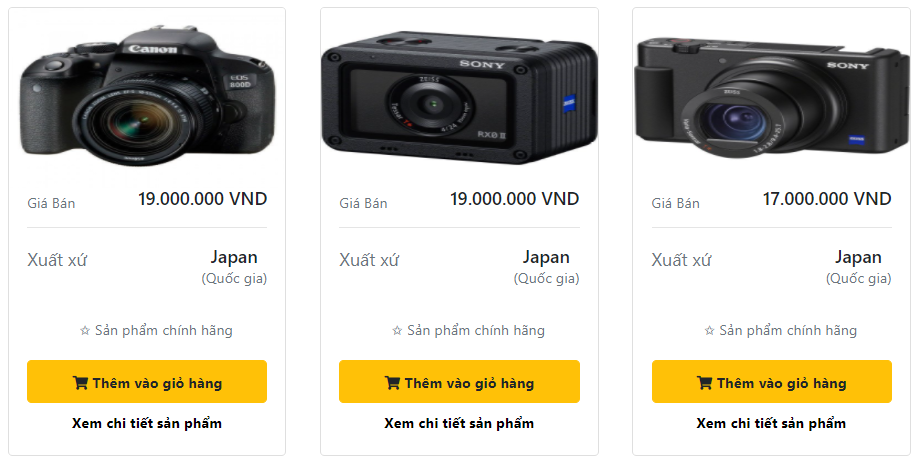 Canon
EOS
800D
Giá Bán 19.000.000 VND
Xuất xứ Japan
(Quốc gia)
☆ Sản phẩm chính hãng
Thêm vào giỏ hàng
Xem chi tiết sản phẩm
SONY
ZEISS
RX0 II
Giá Bán 19.000.000 VND
Xuất xứ Japan
(Quốc gia)
☆ Sản phẩm chính hãng
Thêm vào giỏ hàng
Xem chi tiết sản phẩm
SONY
ZEISS
Giá Bán 17.000.000 VND
Xuất xứ Japan
(Quốc gia)
☆ Sản phẩm chính hãng
Thêm vào giỏ hàng
Xem chi tiết sản phẩm